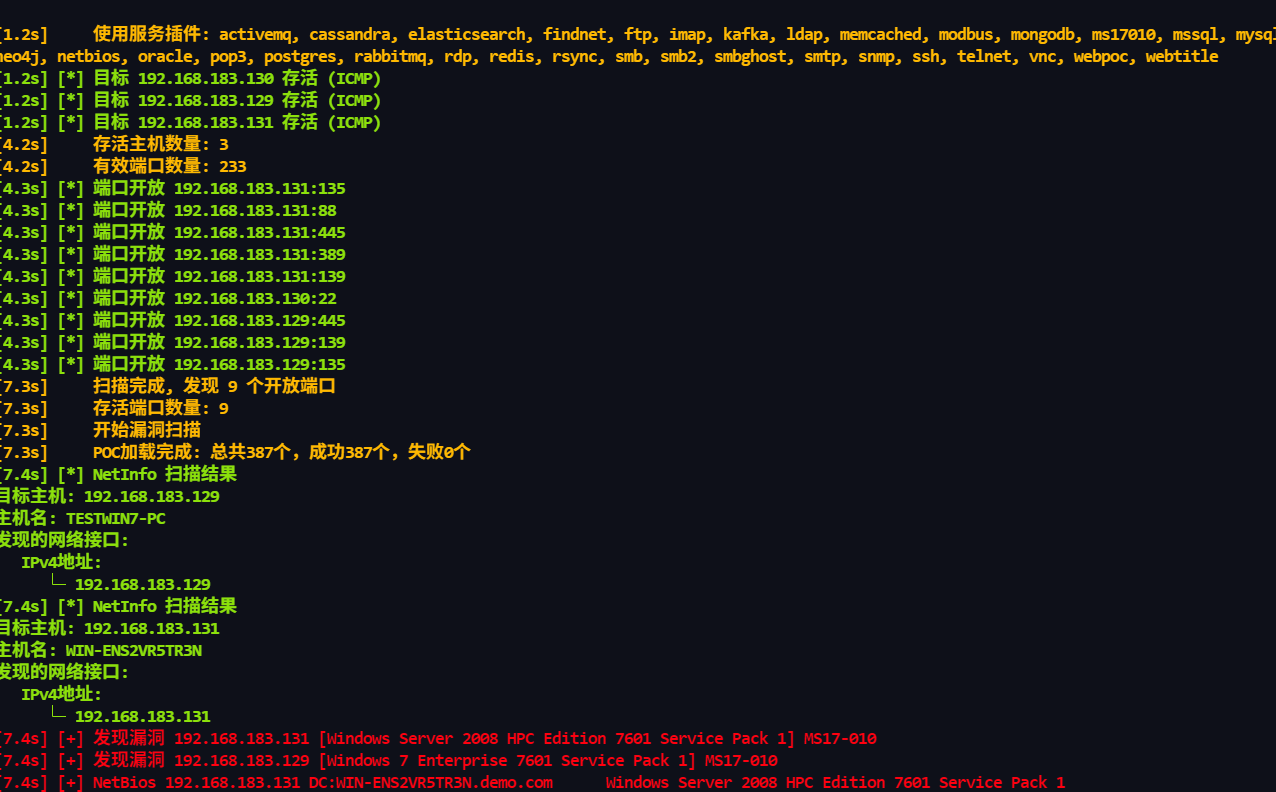 [1.2s]     使用服务插件: activemq, cassandra, elasticsearch, findnet, ftp, imap, kafka, ldap, memcached, modbus, mongodb, ms17010, mssql, mysql
neo4j, netbios, oracle, pop3, postgres, rabbitmq, rdp, redis, rsync, smb, smb2, smbghost, smtp, snmp, ssh, telnet, vnc, webpoc, webtitle
[1.2s] [*] 目标 192.168.183.130 存活 (ICMP)
[1.2s] [*] 目标 192.168.183.129 存活 (ICMP)
[1.2s] [*] 目标 192.168.183.131 存活 (ICMP)
[4.2s]     存活主机数量: 3
[4.2s]     有效端口数量: 233
[4.3s] [*] 端口开放 192.168.183.131:135
[4.3s] [*] 端口开放 192.168.183.131:88
[4.3s] [*] 端口开放 192.168.183.131:445
[4.3s] [*] 端口开放 192.168.183.131:389
[4.3s] [*] 端口开放 192.168.183.131:139
[4.3s] [*] 端口开放 192.168.183.130:22
[4.3s] [*] 端口开放 192.168.183.129:445
[4.3s] [*] 端口开放 192.168.183.129:139
[4.3s] [*] 端口开放 192.168.183.129:135
[7.3s]     扫描完成, 发现 9 个开放端口
[7.3s]     存活端口数量: 9
[7.3s]     开始漏洞扫描
[7.3s]     POC加载完成: 总共387个，成功387个，失败0个
[7.4s] [*] NetInfo 扫描结果
目标主机: 192.168.183.129
主机名: TESTWIN7-PC
发现的网络接口:
   IPv4地址:
      └─ 192.168.183.129
[7.4s] [*] NetInfo 扫描结果
目标主机: 192.168.183.131
主机名: WIN-ENS2VR5TR3N
发现的网络接口:
   IPv4地址:
      └─ 192.168.183.131
[7.4s] [+] 发现漏洞 192.168.183.131 [Windows Server 2008 HPC Edition 7601 Service Pack 1] MS17-010
[7.4s] [+] 发现漏洞 192.168.183.129 [Windows 7 Enterprise 7601 Service Pack 1] MS17-010
[7.4s] [+] NetBios 192.168.183.131 DC:WIN-ENS2VR5TR3N.demo.com      Windows Server 2008 HPC Edition 7601 Service Pack 1